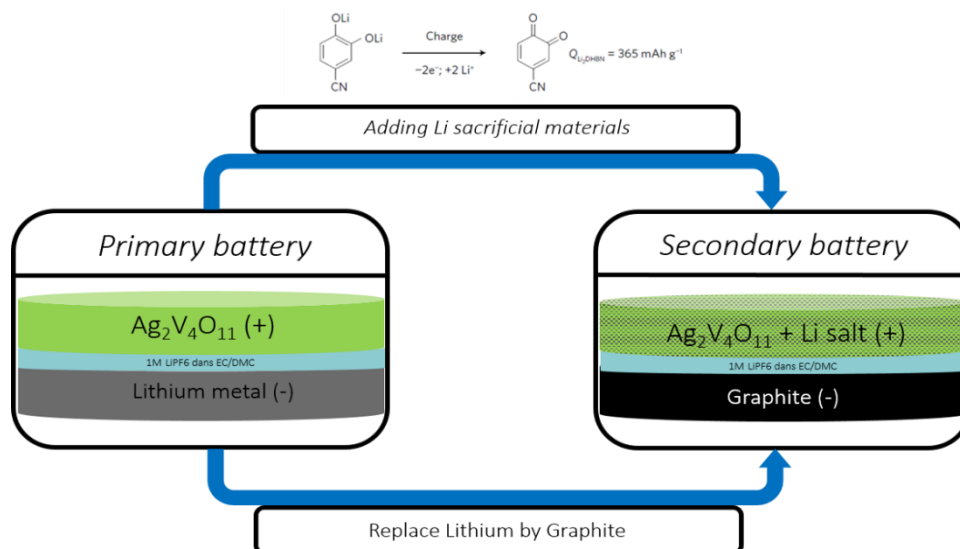 OLi
OLi
CN
Charge
−2e⁻; +2 Li⁺
O
O
CN
Q_Li₂DHBN = 365 mAh g⁻¹
Adding Li sacrificial materials
Primary battery
Ag₂V₄O₁₁ (+)
1M LiPF6 dans EC/DMC
Lithium metal (-)
Secondary battery
Ag₂V₄O₁₁ + Li salt (+)
1M LiPF6 dans EC/DMC
Graphite (-)
Replace Lithium by Graphite